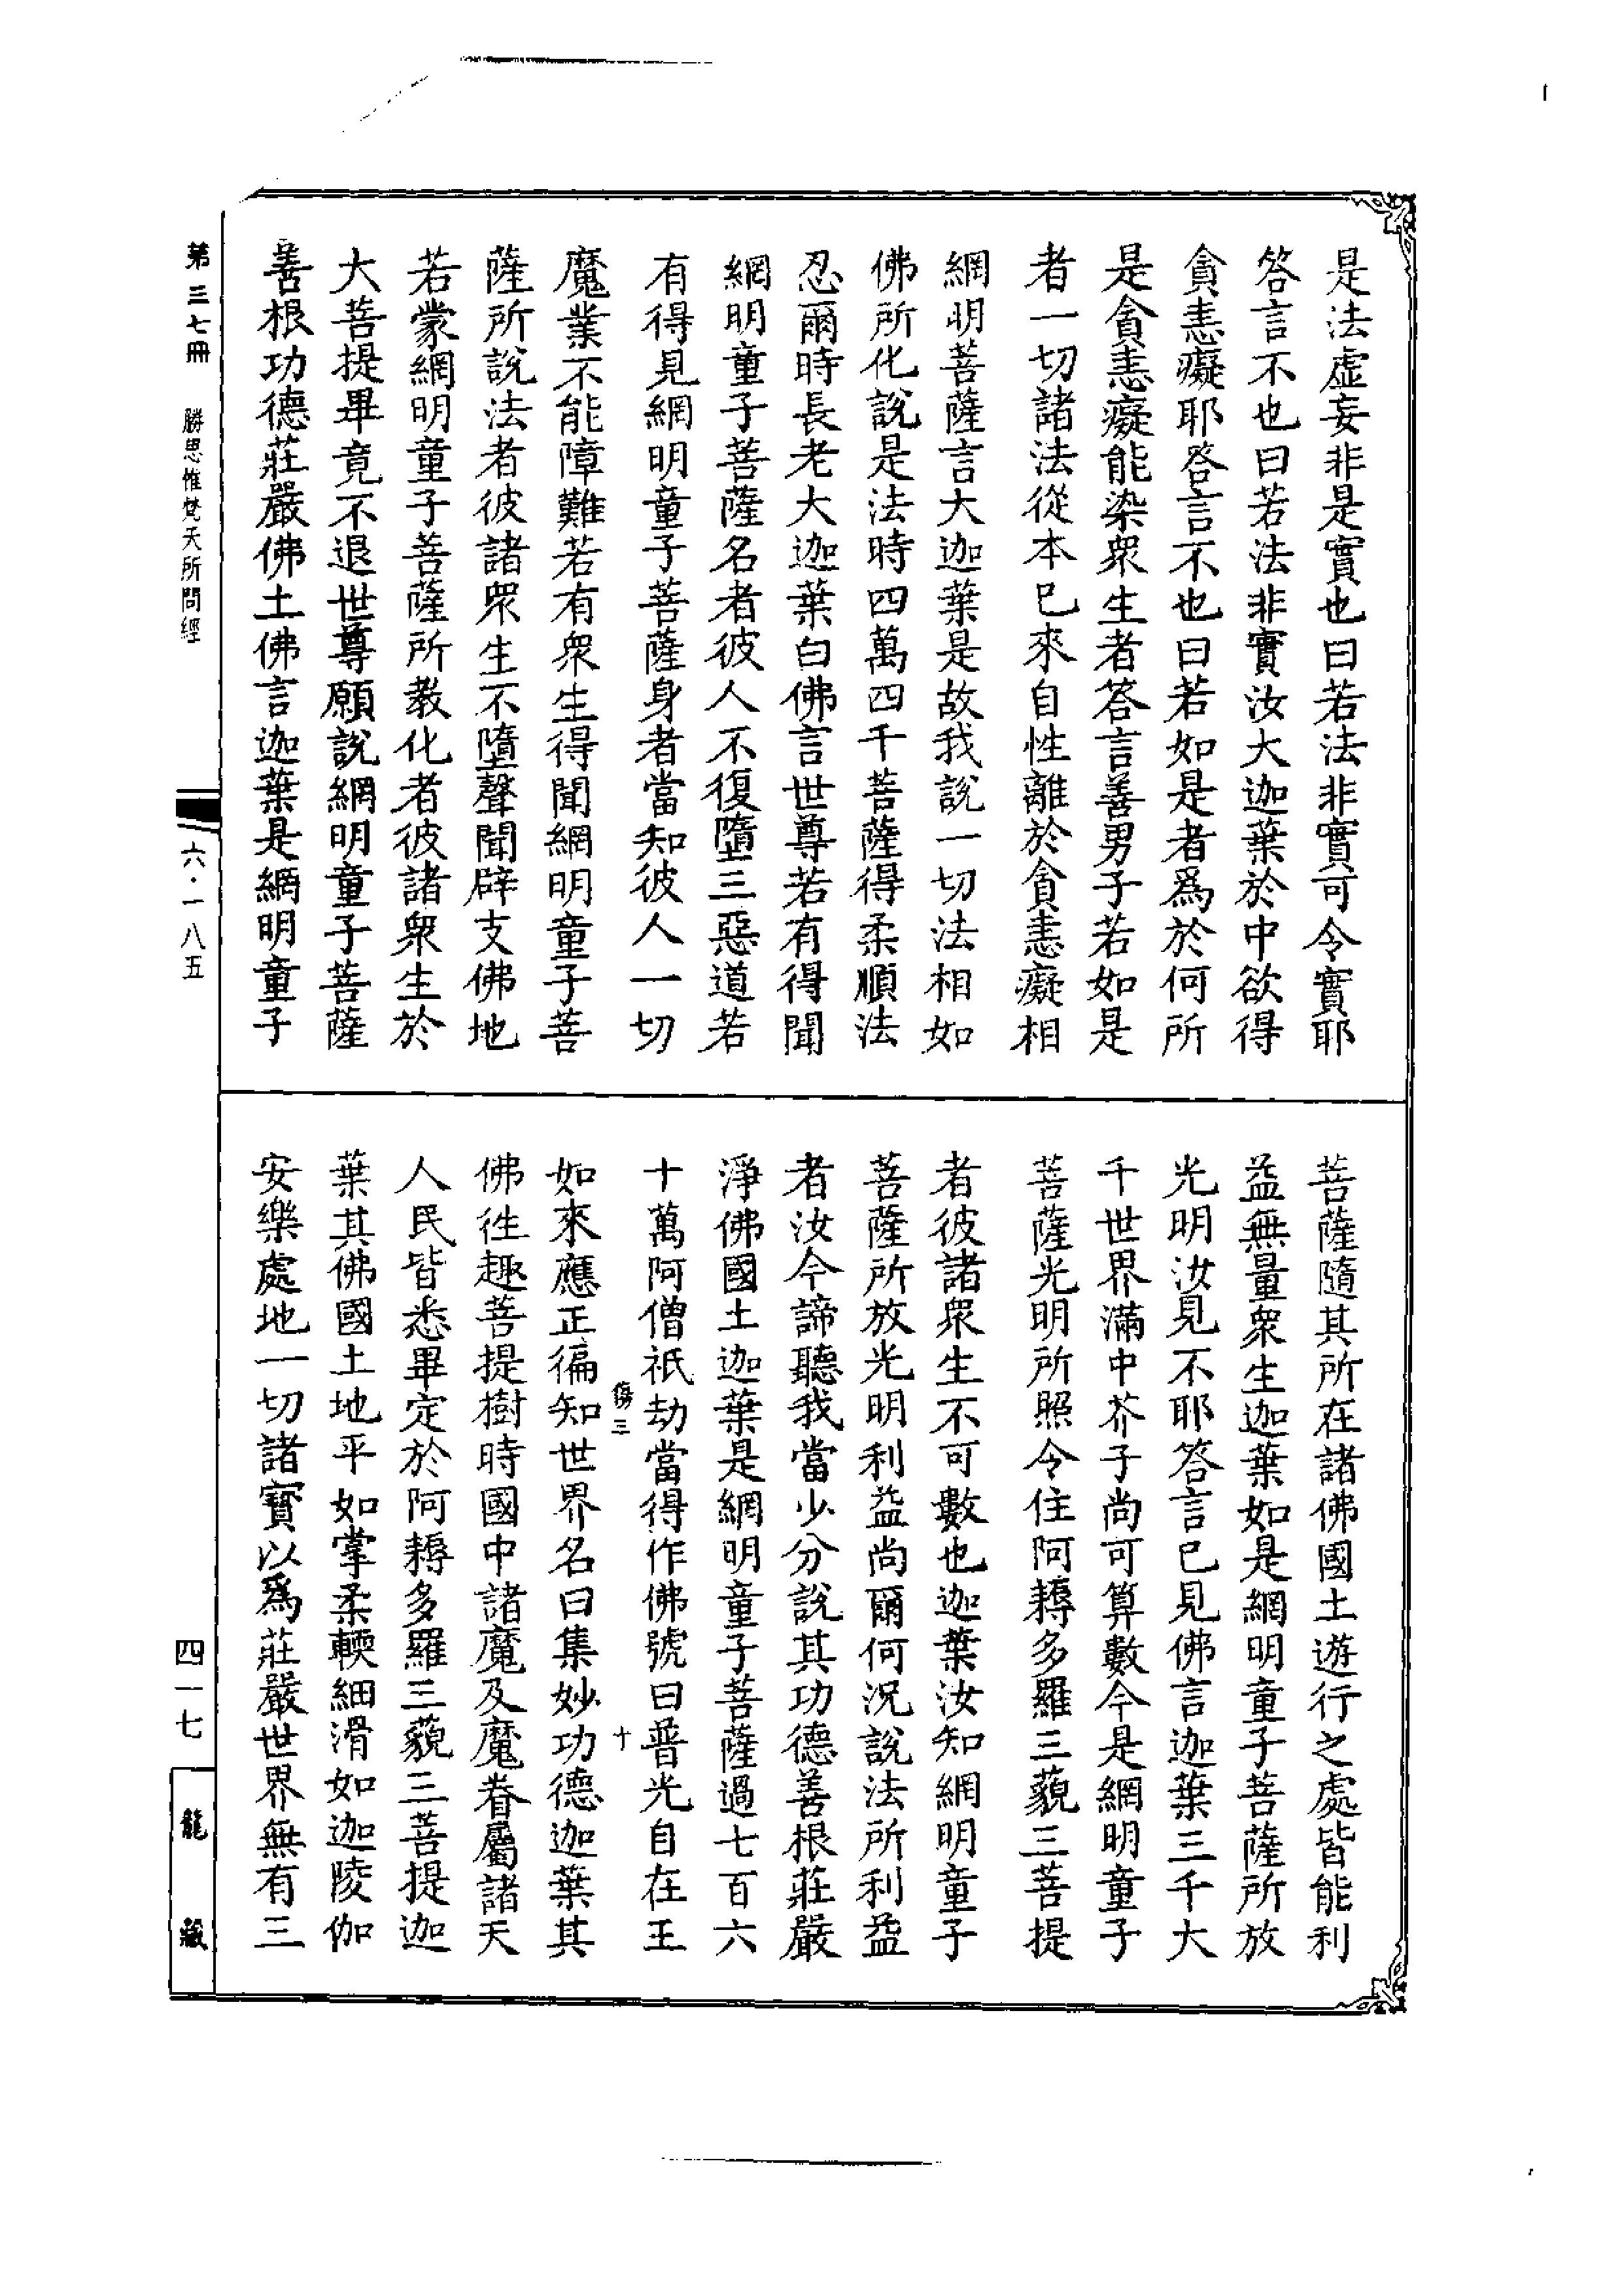 是法虛妄非是實也曰若法非實可令實耶
答言不也曰若法非實汝大迦葉於中欲得
貪恚癡耶答言不也曰若如是者爲於何所
是貪恚癡能染衆生者答言善男子若如是
者一切諸法從本已來自性離於貪恚癡相
網明菩薩言大迦葉是故我說一切法相如
佛所化說是法時四萬四千菩薩得柔順法
忍爾時長老大迦葉白佛言世尊若有得聞
網明童子菩薩名者彼人不復墮三惡道若
有得見網明童子菩薩身者當知彼人一切
魔業不能障難若有衆生得聞網明童子菩
薩所說法者彼諸衆生不墮聲聞辟支佛地
若蒙網明童子菩薩所教化者彼諸衆生於
大菩提畢竟不退世尊願說網明童子菩薩
善根功德莊嚴佛土佛言迦葉是網明童子
菩薩隨其所在諸佛國土遊行之處皆能利
益無量衆生迦葉如是網明童子菩薩所放
光明汝見不耶答言已見佛言迦葉三千大
千世界滿中芥子尚可算數今是網明童子
菩薩光明所照令住阿耨多羅三藐三菩提
者彼諸衆生不可數也迦葉汝知網明童子
菩薩所放光明利益尚爾何況說法所利益
者汝今諦聽我當少分說其功德善根莊嚴
淨佛國土迦葉是網明童子菩薩過七百六
十萬阿僧祇劫當得作佛號曰普光自在王
傷三 十
如來應正徧知世界名曰集妙功德迦葉其
佛徃趣菩提樹時國中諸魔及魔眷屬諸天
人民皆悉畢定於阿耨多羅三藐三菩提迦
葉其佛國土地平如掌柔輭細滑如迦陵伽
安樂處地一切諸寶以爲莊嚴世界無有三
第三七冊 勝思惟梵天所問經
六·一八五
四一七
龍藏